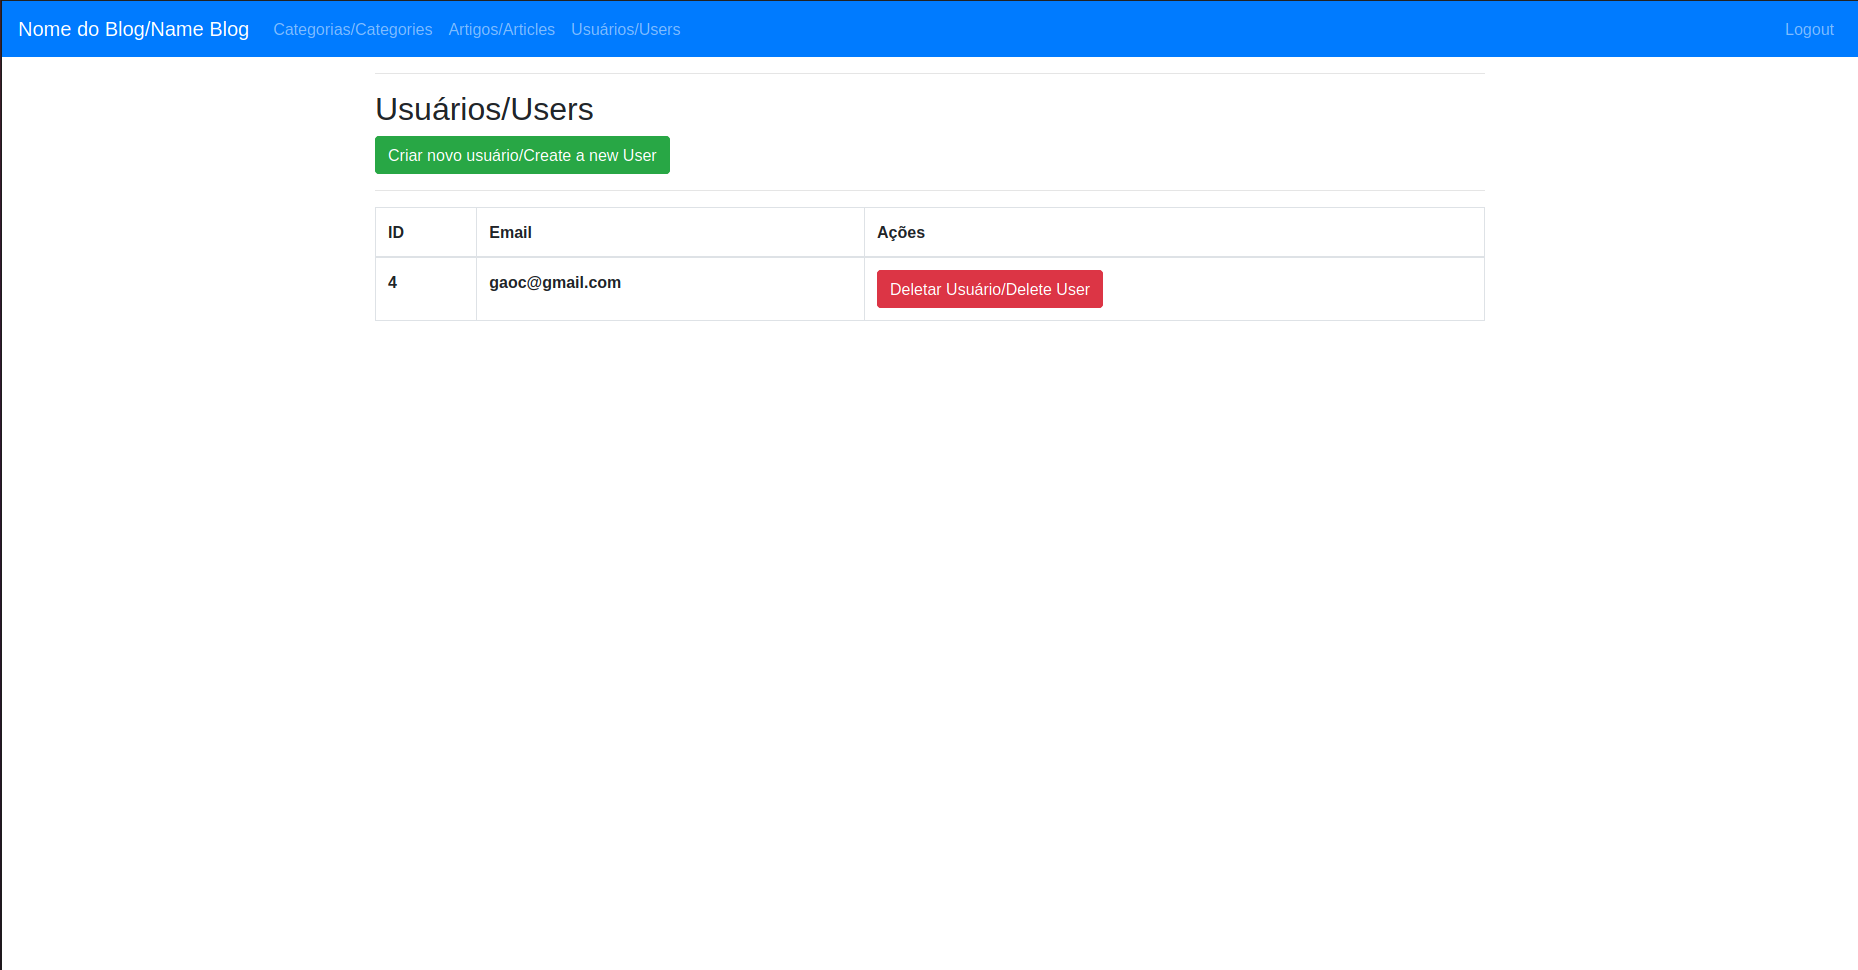 Nome do Blog/Name Blog Categorias/Categories Artigos/Articles Usuários/Users Logout
Usuários/Users
Criar novo usuário/Create a new User
ID Email Ações
4 gaoc@gmail.com Deletar Usuário/Delete User